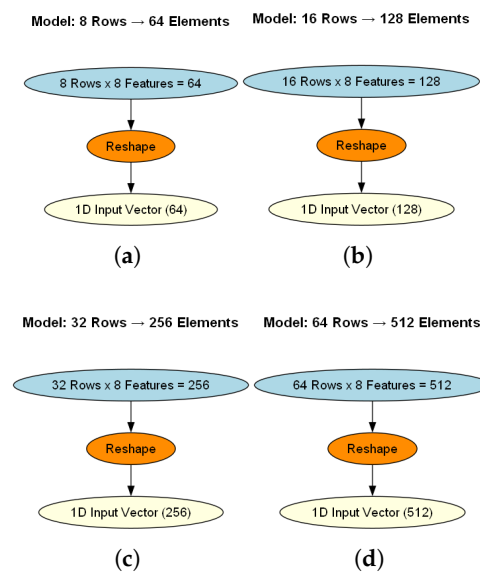 Model: 8 Rows → 64 Elements
8 Rows x 8 Features = 64
Reshape
1D Input Vector (64)
(a)
Model: 16 Rows → 128 Elements
16 Rows x 8 Features = 128
Reshape
1D Input Vector (128)
(b)
Model: 32 Rows → 256 Elements
32 Rows x 8 Features = 256
Reshape
1D Input Vector (256)
(c)
Model: 64 Rows → 512 Elements
64 Rows x 8 Features = 512
Reshape
1D Input Vector (512)
(d)